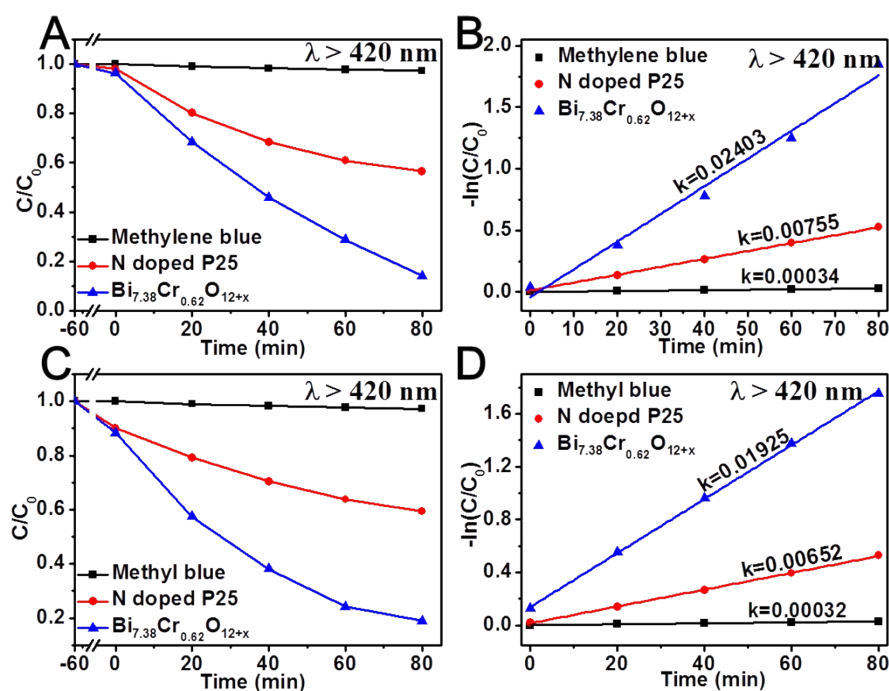 A
λ > 420 nm
1.0
0.8
0.6
0.4
0.2
0.0
C/C₀
Methylene blue
N doped P25
Bi₇.₃₈Cr₀.₆₂O₁₂₊ₓ
-60 0 20 40 60 80
Time (min)
B
λ > 420 nm
2.0
1.5
1.0
0.5
0.0
-ln(C/C₀)
Methylene blue
N doped P25
Bi₇.₃₈Cr₀.₆₂O₁₂₊ₓ
k=0.02403
k=0.00755
k=0.00034
0 10 20 30 40 50 60 70 80
Time (min)
C
λ > 420 nm
1.0
0.8
0.6
0.4
0.2
C/C₀
Methyl blue
N doped P25
Bi₇.₃₈Cr₀.₆₂O₁₂₊ₓ
-60 0 20 40 60 80
Time (min)
D
λ > 420 nm
1.6
1.2
0.8
0.4
0.0
-ln(C/C₀)
Methyl blue
N doepd P25
Bi₇.₃₈Cr₀.₆₂O₁₂₊ₓ
k=0.01925
k=0.00652
k=0.00032
0 20 40 60 80
Time (min)